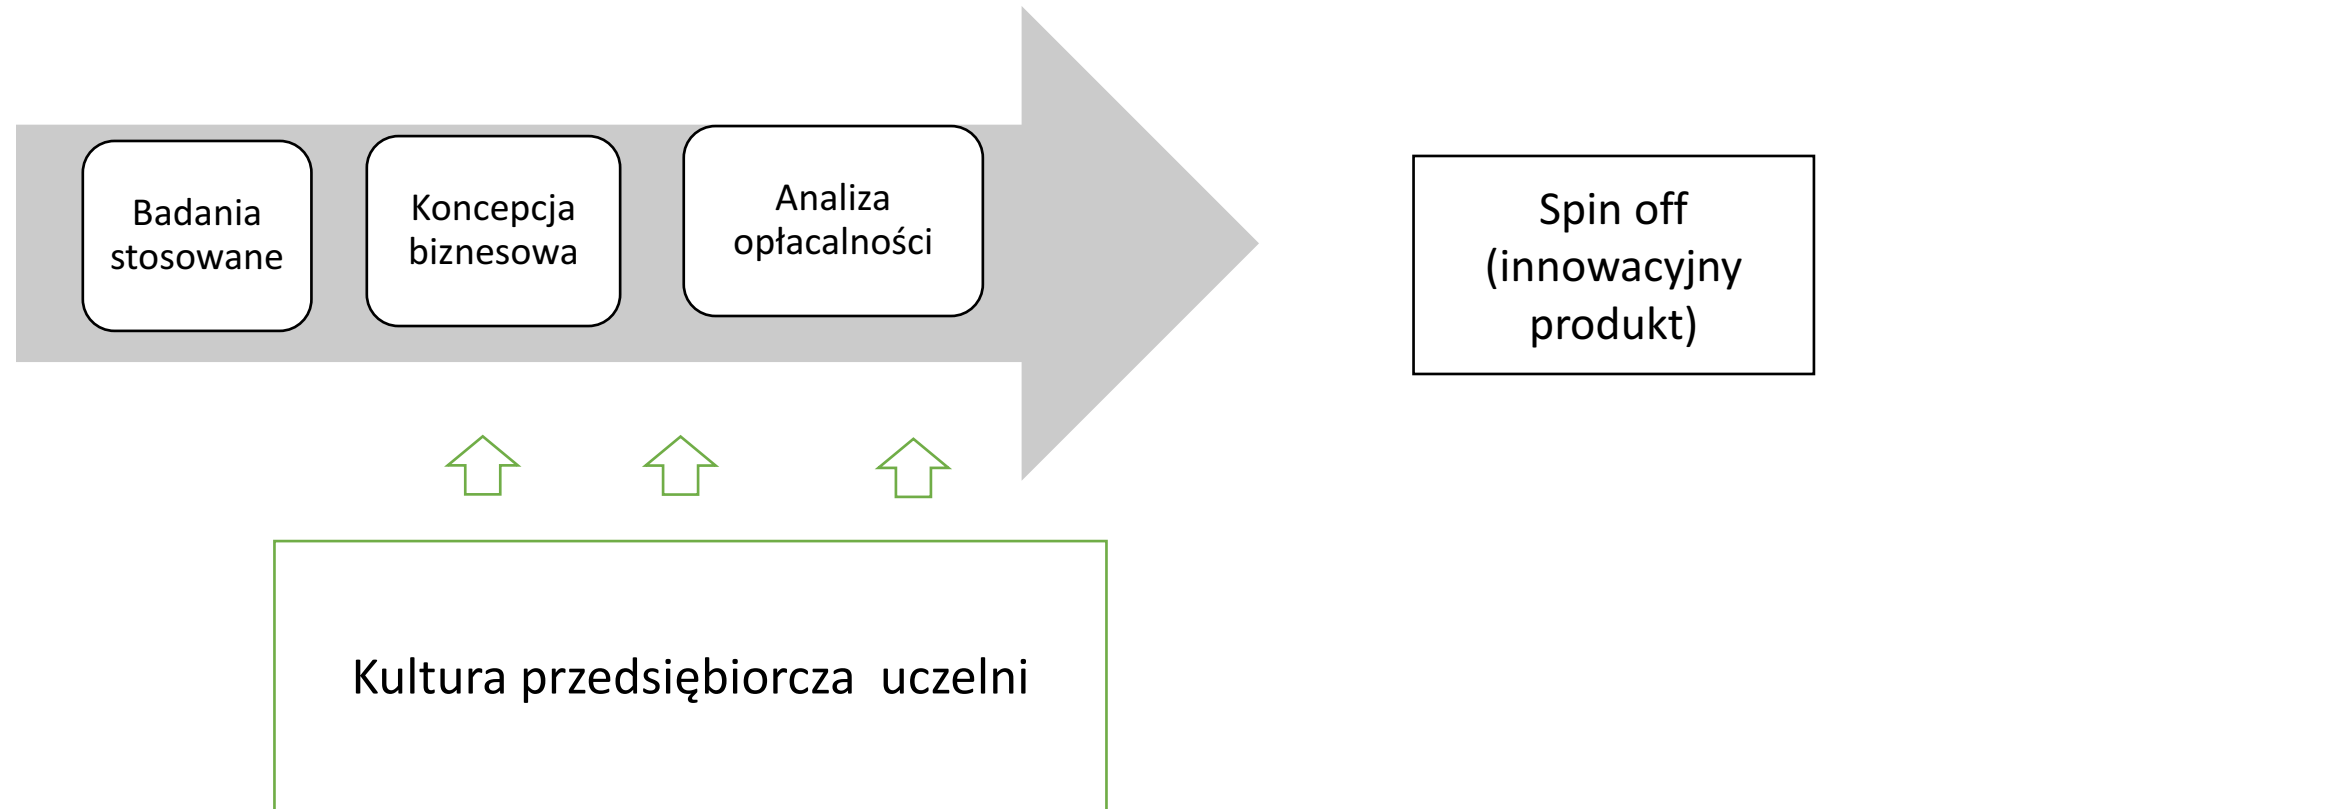 Badania
stosowane
Koncepcja
biznesowa
Analiza
opłacalności
Spin off
(innowacyjny
produkt)
Kultura przedsiębiorcza  uczelni